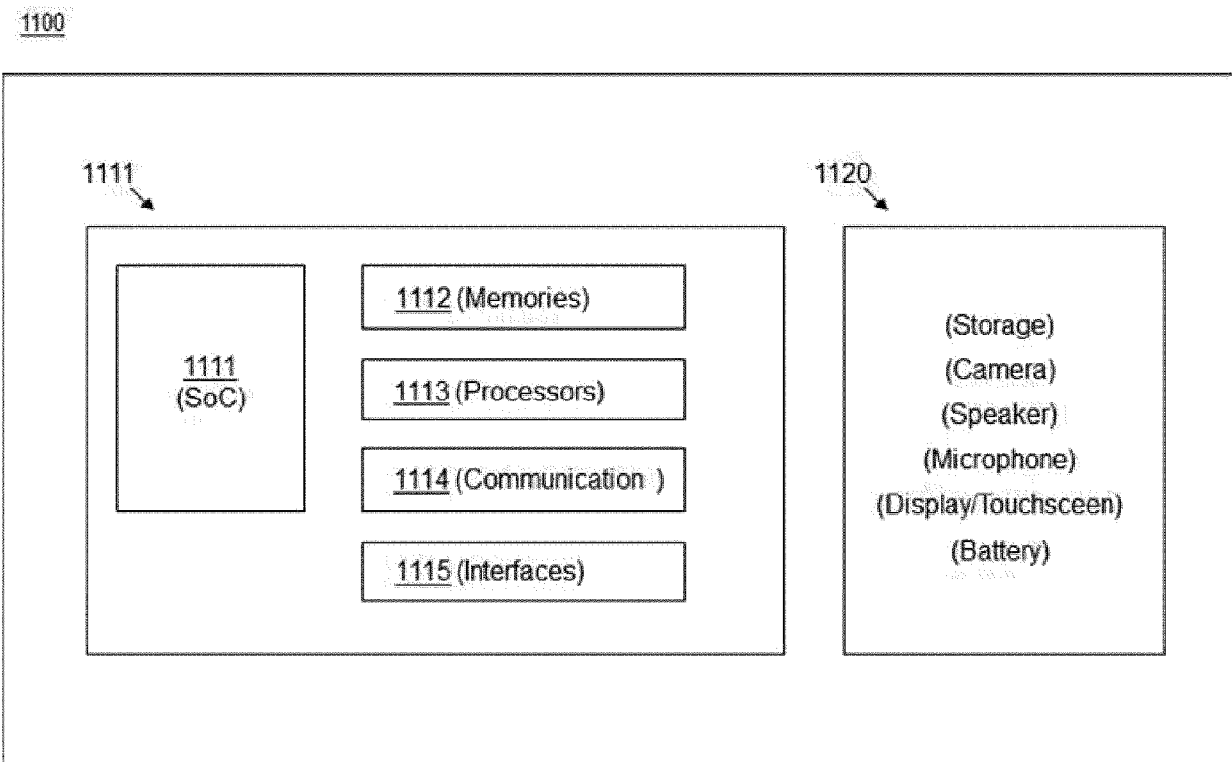 1100
1111
1120
1111
(SoC)
1112 (Memories)
1113 (Processors)
1114 (Communication )
1115 (Interfaces)
(Storage)
(Camera)
(Speaker)
(Microphone)
(Display/Touchsceen)
(Battery)